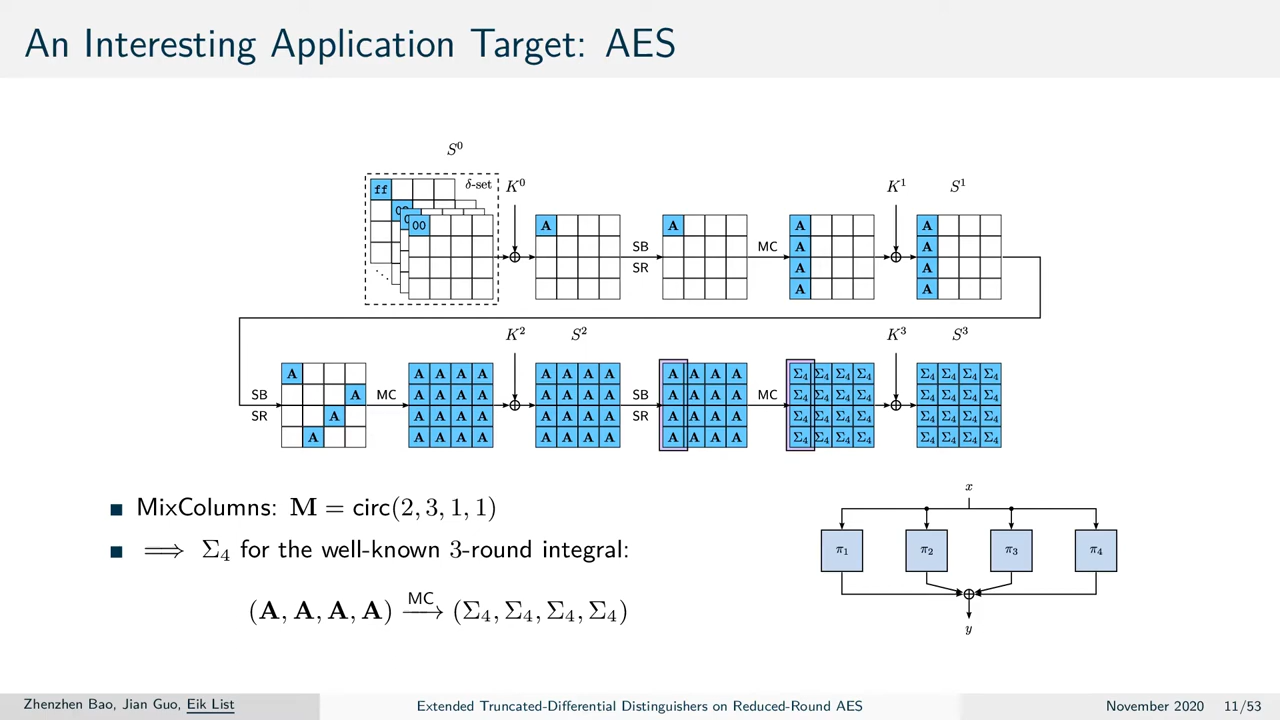 An Interesting Application Target: AES
S⁰
δ-set
ff
00
00
K⁰
A
SB
SR
A
MC
A
A
A
A
K¹
S¹
A
A
A
A
SB
SR
A
A
A
A
MC
A A A A
A A A A
A A A A
A A A A
K²
S²
A A A A
A A A A
A A A A
A A A A
SB
SR
A A A A
A A A A
A A A A
A A A A
MC
Σ₄ Σ₄ Σ₄ Σ₄
Σ₄ Σ₄ Σ₄ Σ₄
Σ₄ Σ₄ Σ₄ Σ₄
Σ₄ Σ₄ Σ₄ Σ₄
K³
S³
Σ₄ Σ₄ Σ₄ Σ₄
Σ₄ Σ₄ Σ₄ Σ₄
Σ₄ Σ₄ Σ₄ Σ₄
Σ₄ Σ₄ Σ₄ Σ₄
MixColumns: M = circ(2, 3, 1, 1)
⟹ Σ₄ for the well-known 3-round integral:
(A, A, A, A) MC⟶ (Σ₄, Σ₄, Σ₄, Σ₄)
x
π₁ π₂ π₃ π₄
y
Zhenzhen Bao, Jian Guo, Eik List
Extended Truncated-Differential Distinguishers on Reduced-Round AES
November 2020 11/53